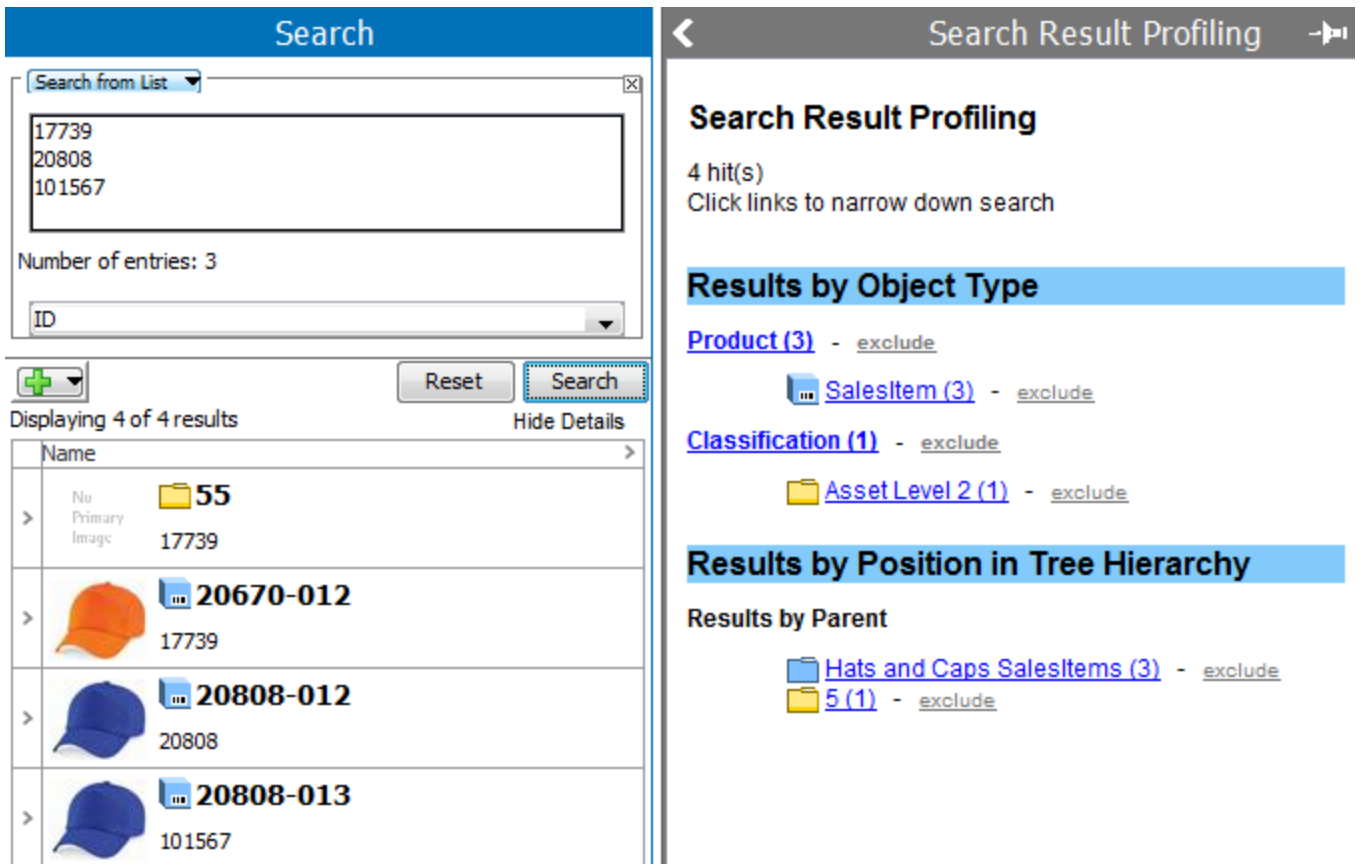 Search
Search from List
17739
20808
101567
Number of entries: 3
ID
Reset
Search
Displaying 4 of 4 results
Hide Details
Name
No
Primary
Image
55
17739
20670-012
17739
20808-012
20808
20808-013
101567
Search Result Profiling
Search Result Profiling
4 hit(s)
Click links to narrow down search
Results by Object Type
Product (3) - exclude
SalesItem (3) - exclude
Classification (1) - exclude
Asset Level 2 (1) - exclude
Results by Position in Tree Hierarchy
Results by Parent
Hats and Caps SalesItems (3) - exclude
5 (1) - exclude